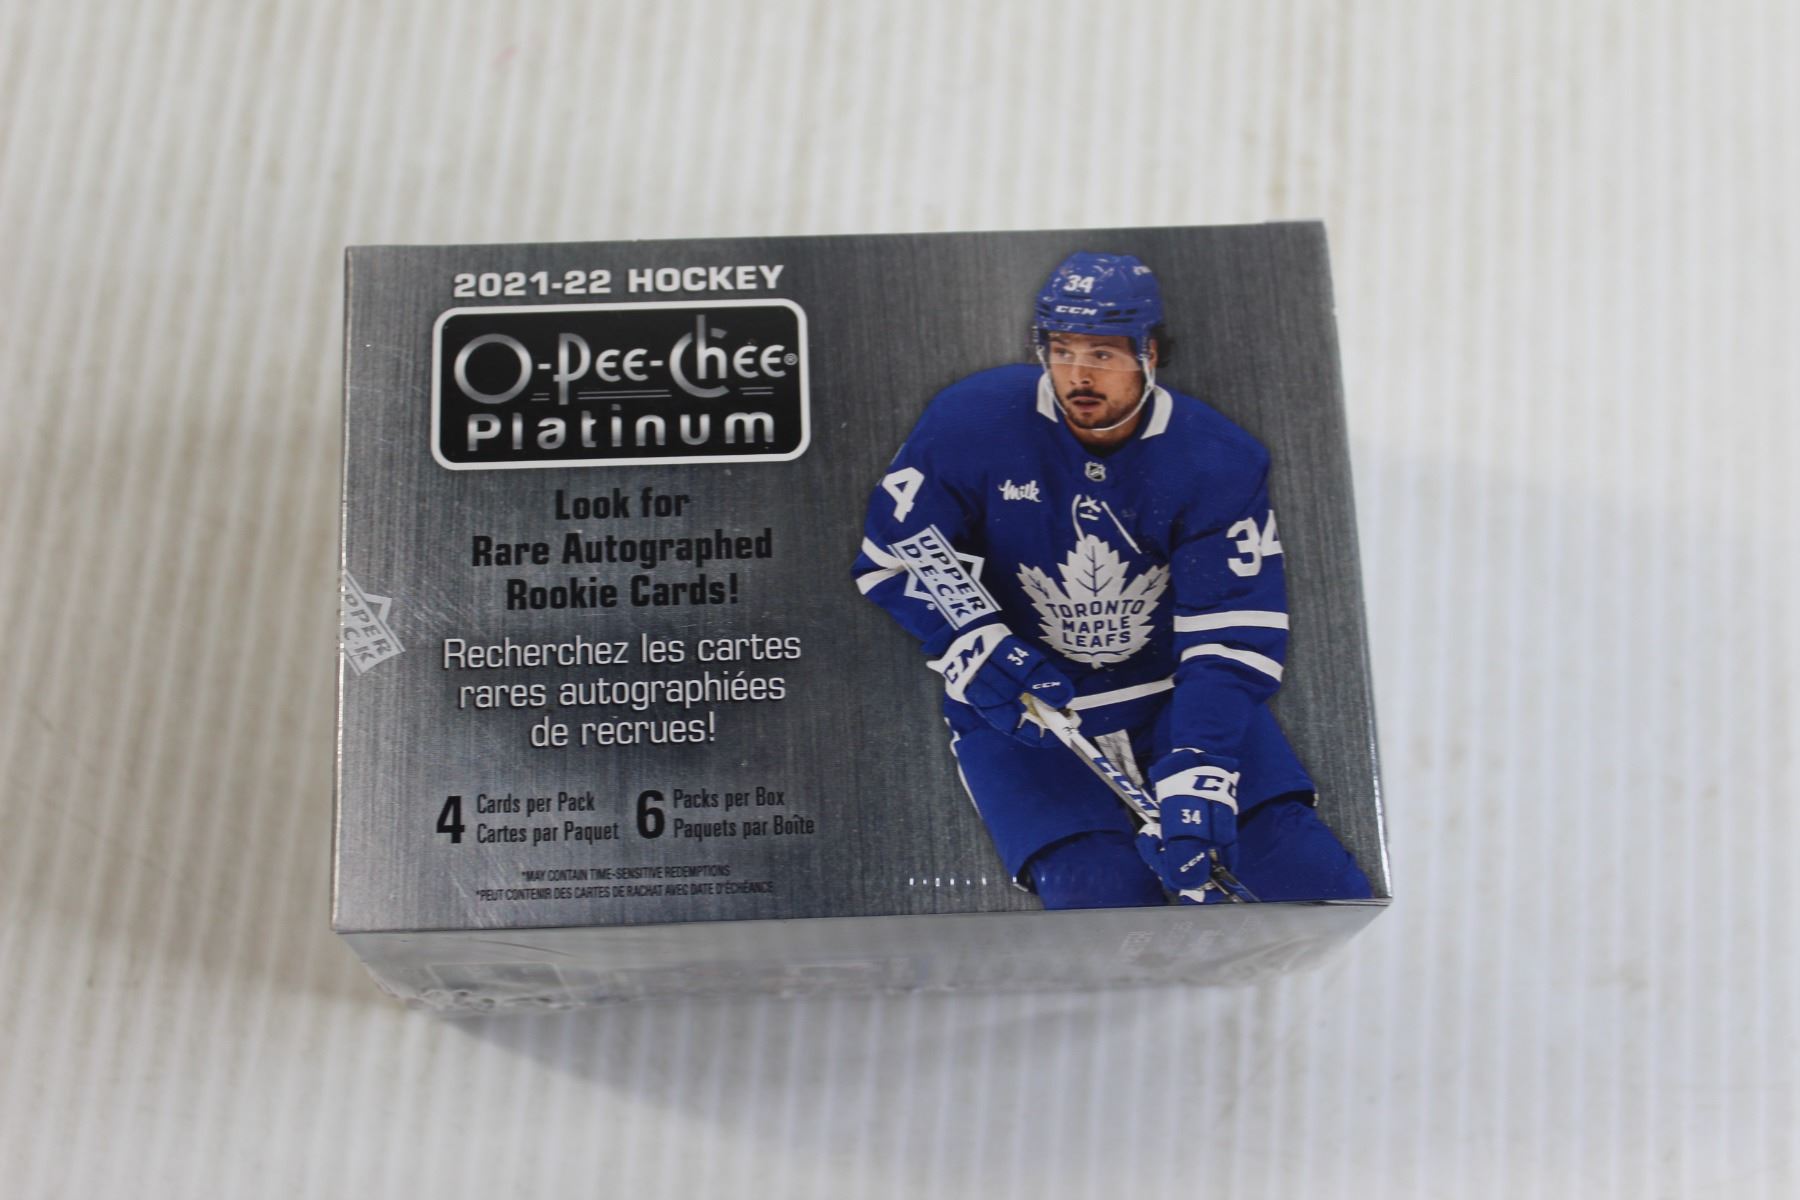 2021-22 HOCKEY
O-Pee-Chee®
Platinum
Look for
Rare Autographed
Rookie Cards!
Recherchez les cartes
rares autographiées
de recrues!
4 Cards per Pack
Cartes par Paquet
6 Packs per Box
Paquets par Boîte
*MAY CONTAIN TIME-SENSITIVE REDEMPTIONS
*PEUT CONTENIR DES CARTES DE RACHAT AVEC DATE D'ÉCHÉANCE
34
CCM
Milk
4
34
UPPER
D·E·C·K
TORONTO
MAPLE
LEAFS
CCM
34
CCM
34
CCM